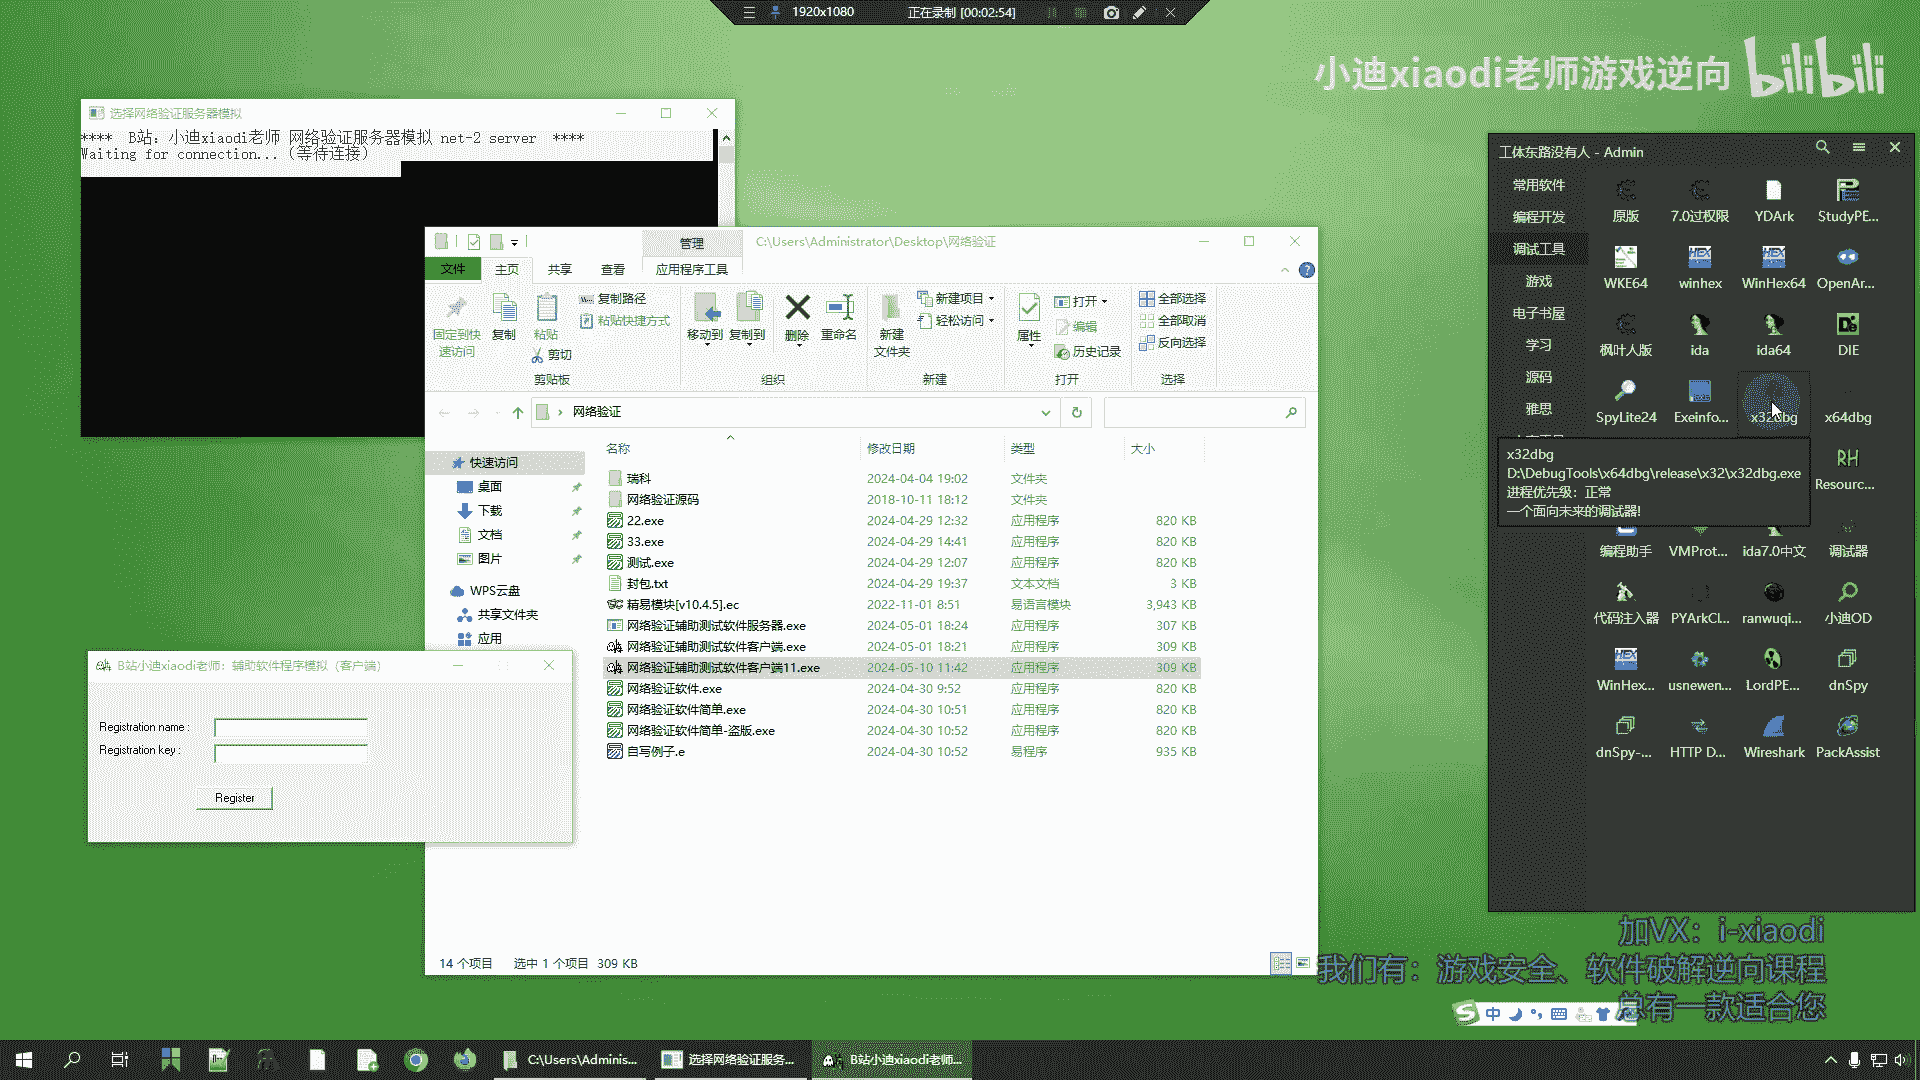 1920x1080 正在录制 [00:02:54]
小迪xiaodi老师游戏逆向 bilibili
选择网络验证服务器模拟
**** B站：小迪xiaodi老师 网络验证服务器模拟 net-2 server ****
Waiting for connection...（等待连接）
管理 C:\Users\Administrator\Desktop\网络验证
文件 主页 共享 查看 应用程序工具
固定到快速访问
复制
粘贴
复制路径
粘贴快捷方式
剪切
剪贴板
移动到 复制到 删除 重命名
组织
新建文件夹
新建项目
轻松访问
新建
属性
打开
编辑
历史记录
打开
全部选择
全部取消
反向选择
选择
网络验证
名称 修改日期 类型 大小
快速访问
桌面
下载
文档
图片
WPS云盘
共享文件夹
应用
瑞科 2024-04-04 19:02 文件夹
网络验证源码 2018-10-11 18:12 文件夹
22.exe 2024-04-29 12:32 应用程序 820 KB
33.exe 2024-04-29 14:41 应用程序 820 KB
测试.exe 2024-04-29 12:07 应用程序 820 KB
封包.txt 2024-04-29 19:37 文本文档 3 KB
精易模块[v10.4.5].ec 2022-11-01 8:51 易语言模块 3,943 KB
网络验证辅助测试软件服务器.exe 2024-05-01 18:24 应用程序 307 KB
网络验证辅助测试软件客户端.exe 2024-05-01 18:21 应用程序 309 KB
网络验证辅助测试软件客户端11.exe 2024-05-10 11:42 应用程序 309 KB
网络验证软件.exe 2024-04-30 9:52 应用程序 820 KB
网络验证软件简单.exe 2024-04-30 10:51 应用程序 820 KB
网络验证软件简单-盗版.exe 2024-04-30 10:52 应用程序 820 KB
自写例子.e 2024-04-30 10:52 易程序 935 KB
14 个项目 选中 1 个项目 309 KB
B站小迪xiaodi老师：辅助软件程序模拟（客户端）
Registration name :
Registration key :
Register
工体东路没有人 - Admin
常用软件
编程开发
调试工具
游戏
电子书屋
学习
源码
雅思
原版 7.0过权限 YDArk StudyPE...
WKE64 winhex WinHex64 OpenAr...
枫叶人版 ida ida64 DIE
SpyLite24 Exeinfo... x32dbg x64dbg
x32dbg
D:\DebugTools\x64dbg\release\x32\x32dbg.exe
进程优先级：正常
一个面向未来的调试器!
RH
Resourc...
编程助手 VMProt... ida7.0中文 调试器
代码注入器 PYArkCl... ranwuqi... 小迪OD
WinHex... usnewen... LordPE... dnSpy
dnSpy-... HTTP D... Wireshark PackAssist
加VX：i-xiaodi
我们有：游戏安全、软件破解逆向课程
总有一款适合您
中
C:\Users\Adminis... 选择网络验证服务... B站小迪xiaodi老师...